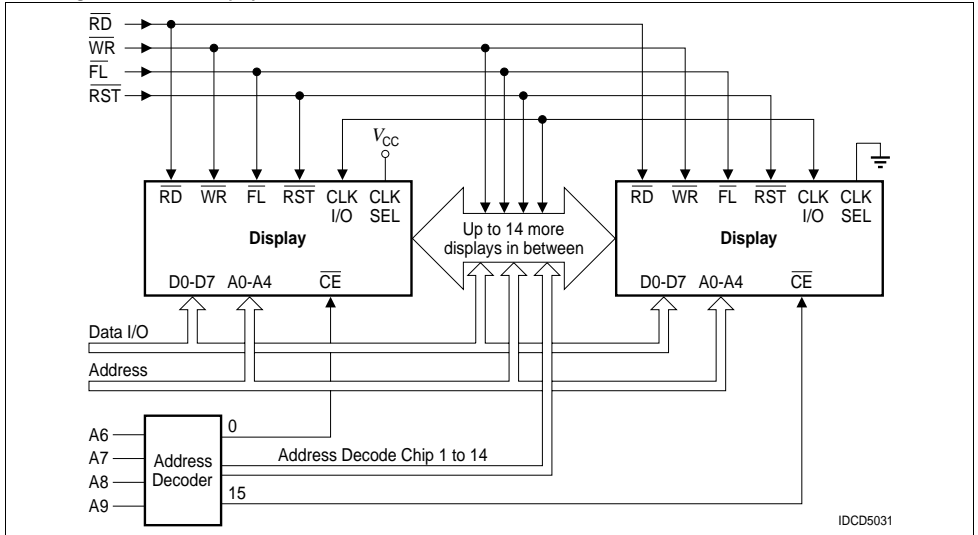 RD
WR
FL
RST
VCC
RD WR FL RST CLK I/O CLK SEL
Display
D0-D7 A0-A4 CE
Up to 14 more
displays in between
RD WR FL RST CLK I/O CLK SEL
Display
D0-D7 A0-A4 CE
Data I/O
Address
A6
A7
A8
A9
Address
Decoder
0
Address Decode Chip 1 to 14
15
IDCD5031